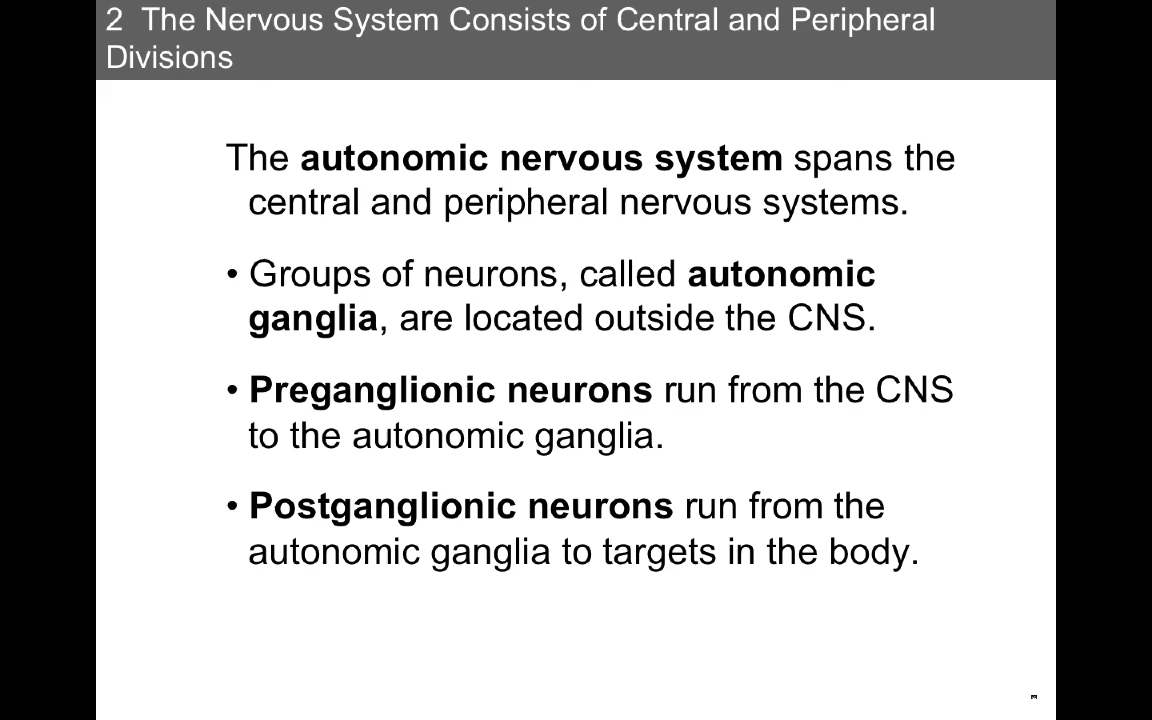 2 The Nervous System Consists of Central and Peripheral
Divisions
The autonomic nervous system spans the
central and peripheral nervous systems.
• Groups of neurons, called autonomic
ganglia, are located outside the CNS.
• Preganglionic neurons run from the CNS
to the autonomic ganglia.
• Postganglionic neurons run from the
autonomic ganglia to targets in the body.